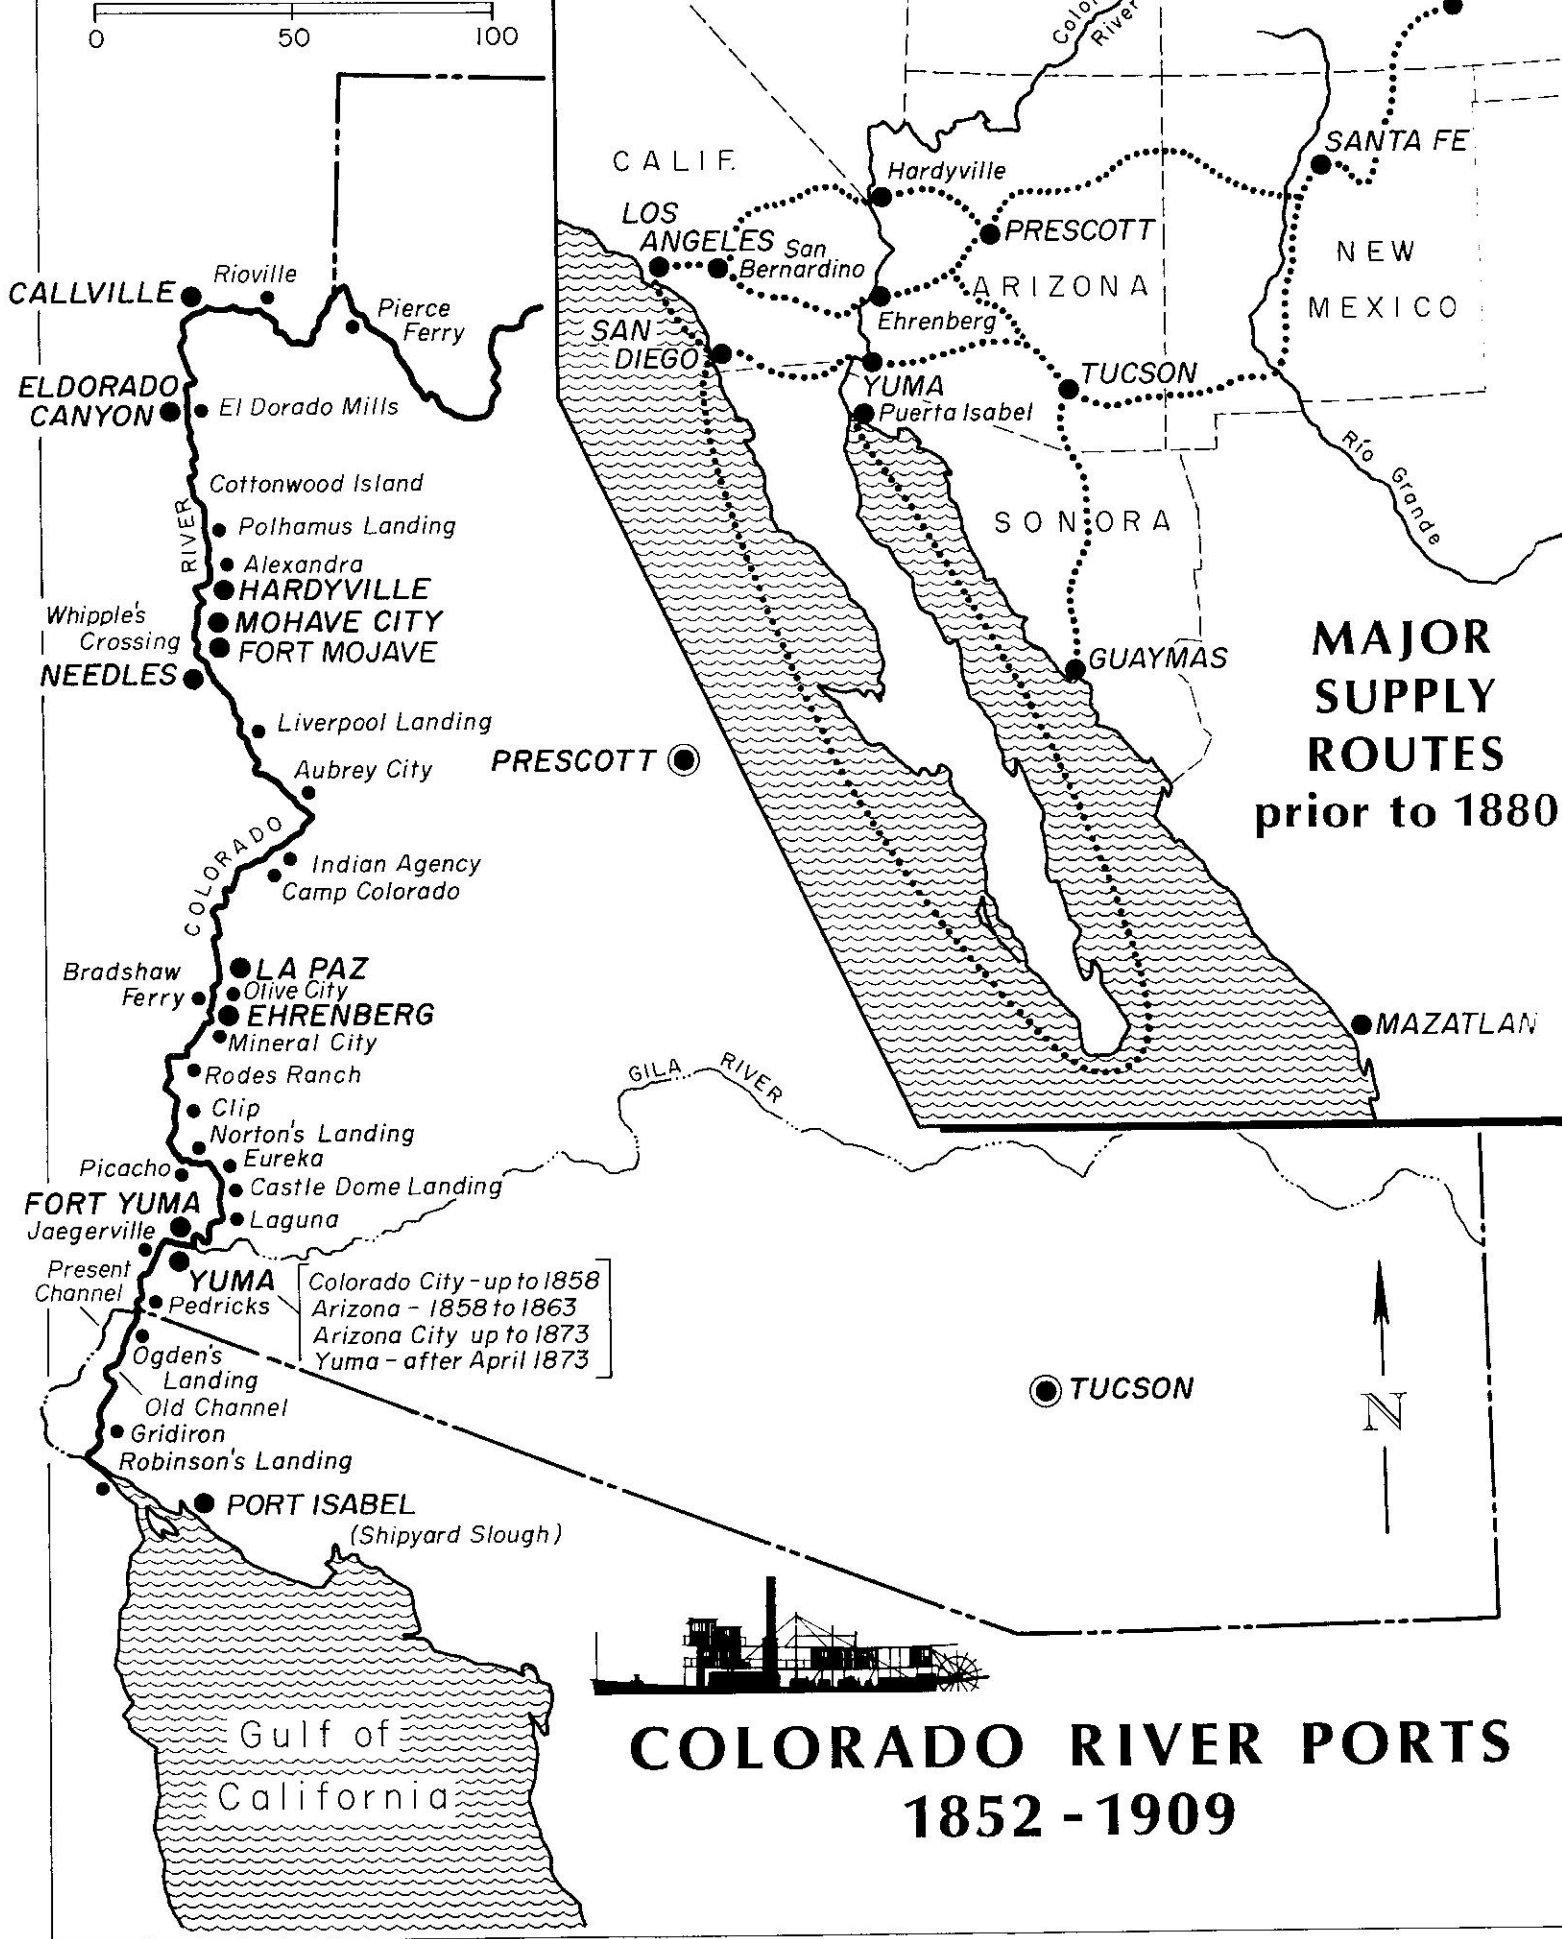 0 50 100
Colo
River
CALIF.
Hardyville
SANTA FE
LOS
ANGELES
San
Bernardino
PRESCOTT
ARIZONA
NEW
MEXICO
Ehrenberg
SAN
DIEGO
YUMA
Puerta Isabel
TUCSON
Río Grande
SONORA
GUAYMAS
MAZATLAN
MAJOR
SUPPLY
ROUTES
prior to 1880
CALLVILLE
Rioville
Pierce
Ferry
ELDORADO
CANYON
El Dorado Mills
Cottonwood Island
RIVER
Polhamus Landing
Alexandra
HARDYVILLE
Whipple's
Crossing
MOHAVE CITY
FORT MOJAVE
NEEDLES
Liverpool Landing
PRESCOTT
Aubrey City
COLORADO
Indian Agency
Camp Colorado
LA PAZ
Bradshaw
Ferry
Olive City
EHRENBERG
Mineral City
Rodes Ranch
GILA RIVER
Clip
Norton's Landing
Eureka
Picacho
Castle Dome Landing
FORT YUMA
Laguna
Jaegerville
Present
Channel
YUMA
Pedricks
Colorado City - up to 1858
Arizona - 1858 to 1863
Arizona City up to 1873
Yuma - after April 1873
Ogden's
Landing
Old Channel
Gridiron
Robinson's Landing
PORT ISABEL
(Shipyard Slough)
TUCSON
N
Gulf of
California
COLORADO RIVER PORTS
1852 - 1909